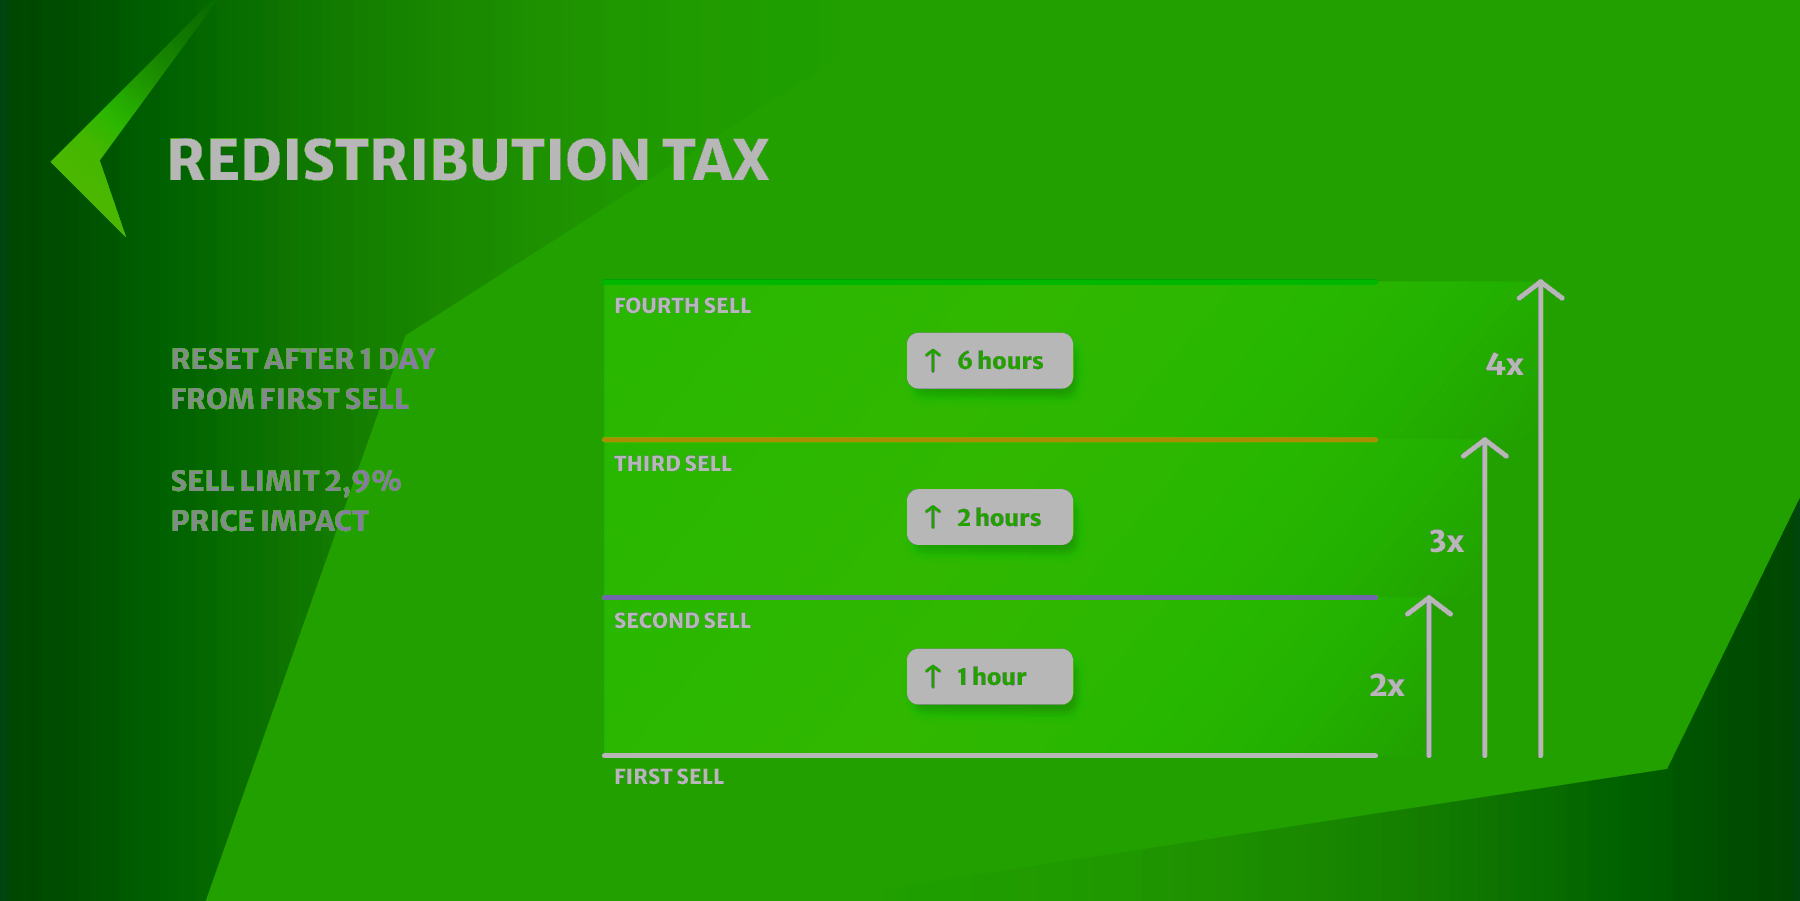 REDISTRIBUTION TAX
RESET AFTER 1 DAY
FROM FIRST SELL
SELL LIMIT 2,9%
PRICE IMPACT
FOURTH SELL
↑ 6 hours
4x
THIRD SELL
↑ 2 hours
3x
SECOND SELL
↑ 1 hour
2x
FIRST SELL